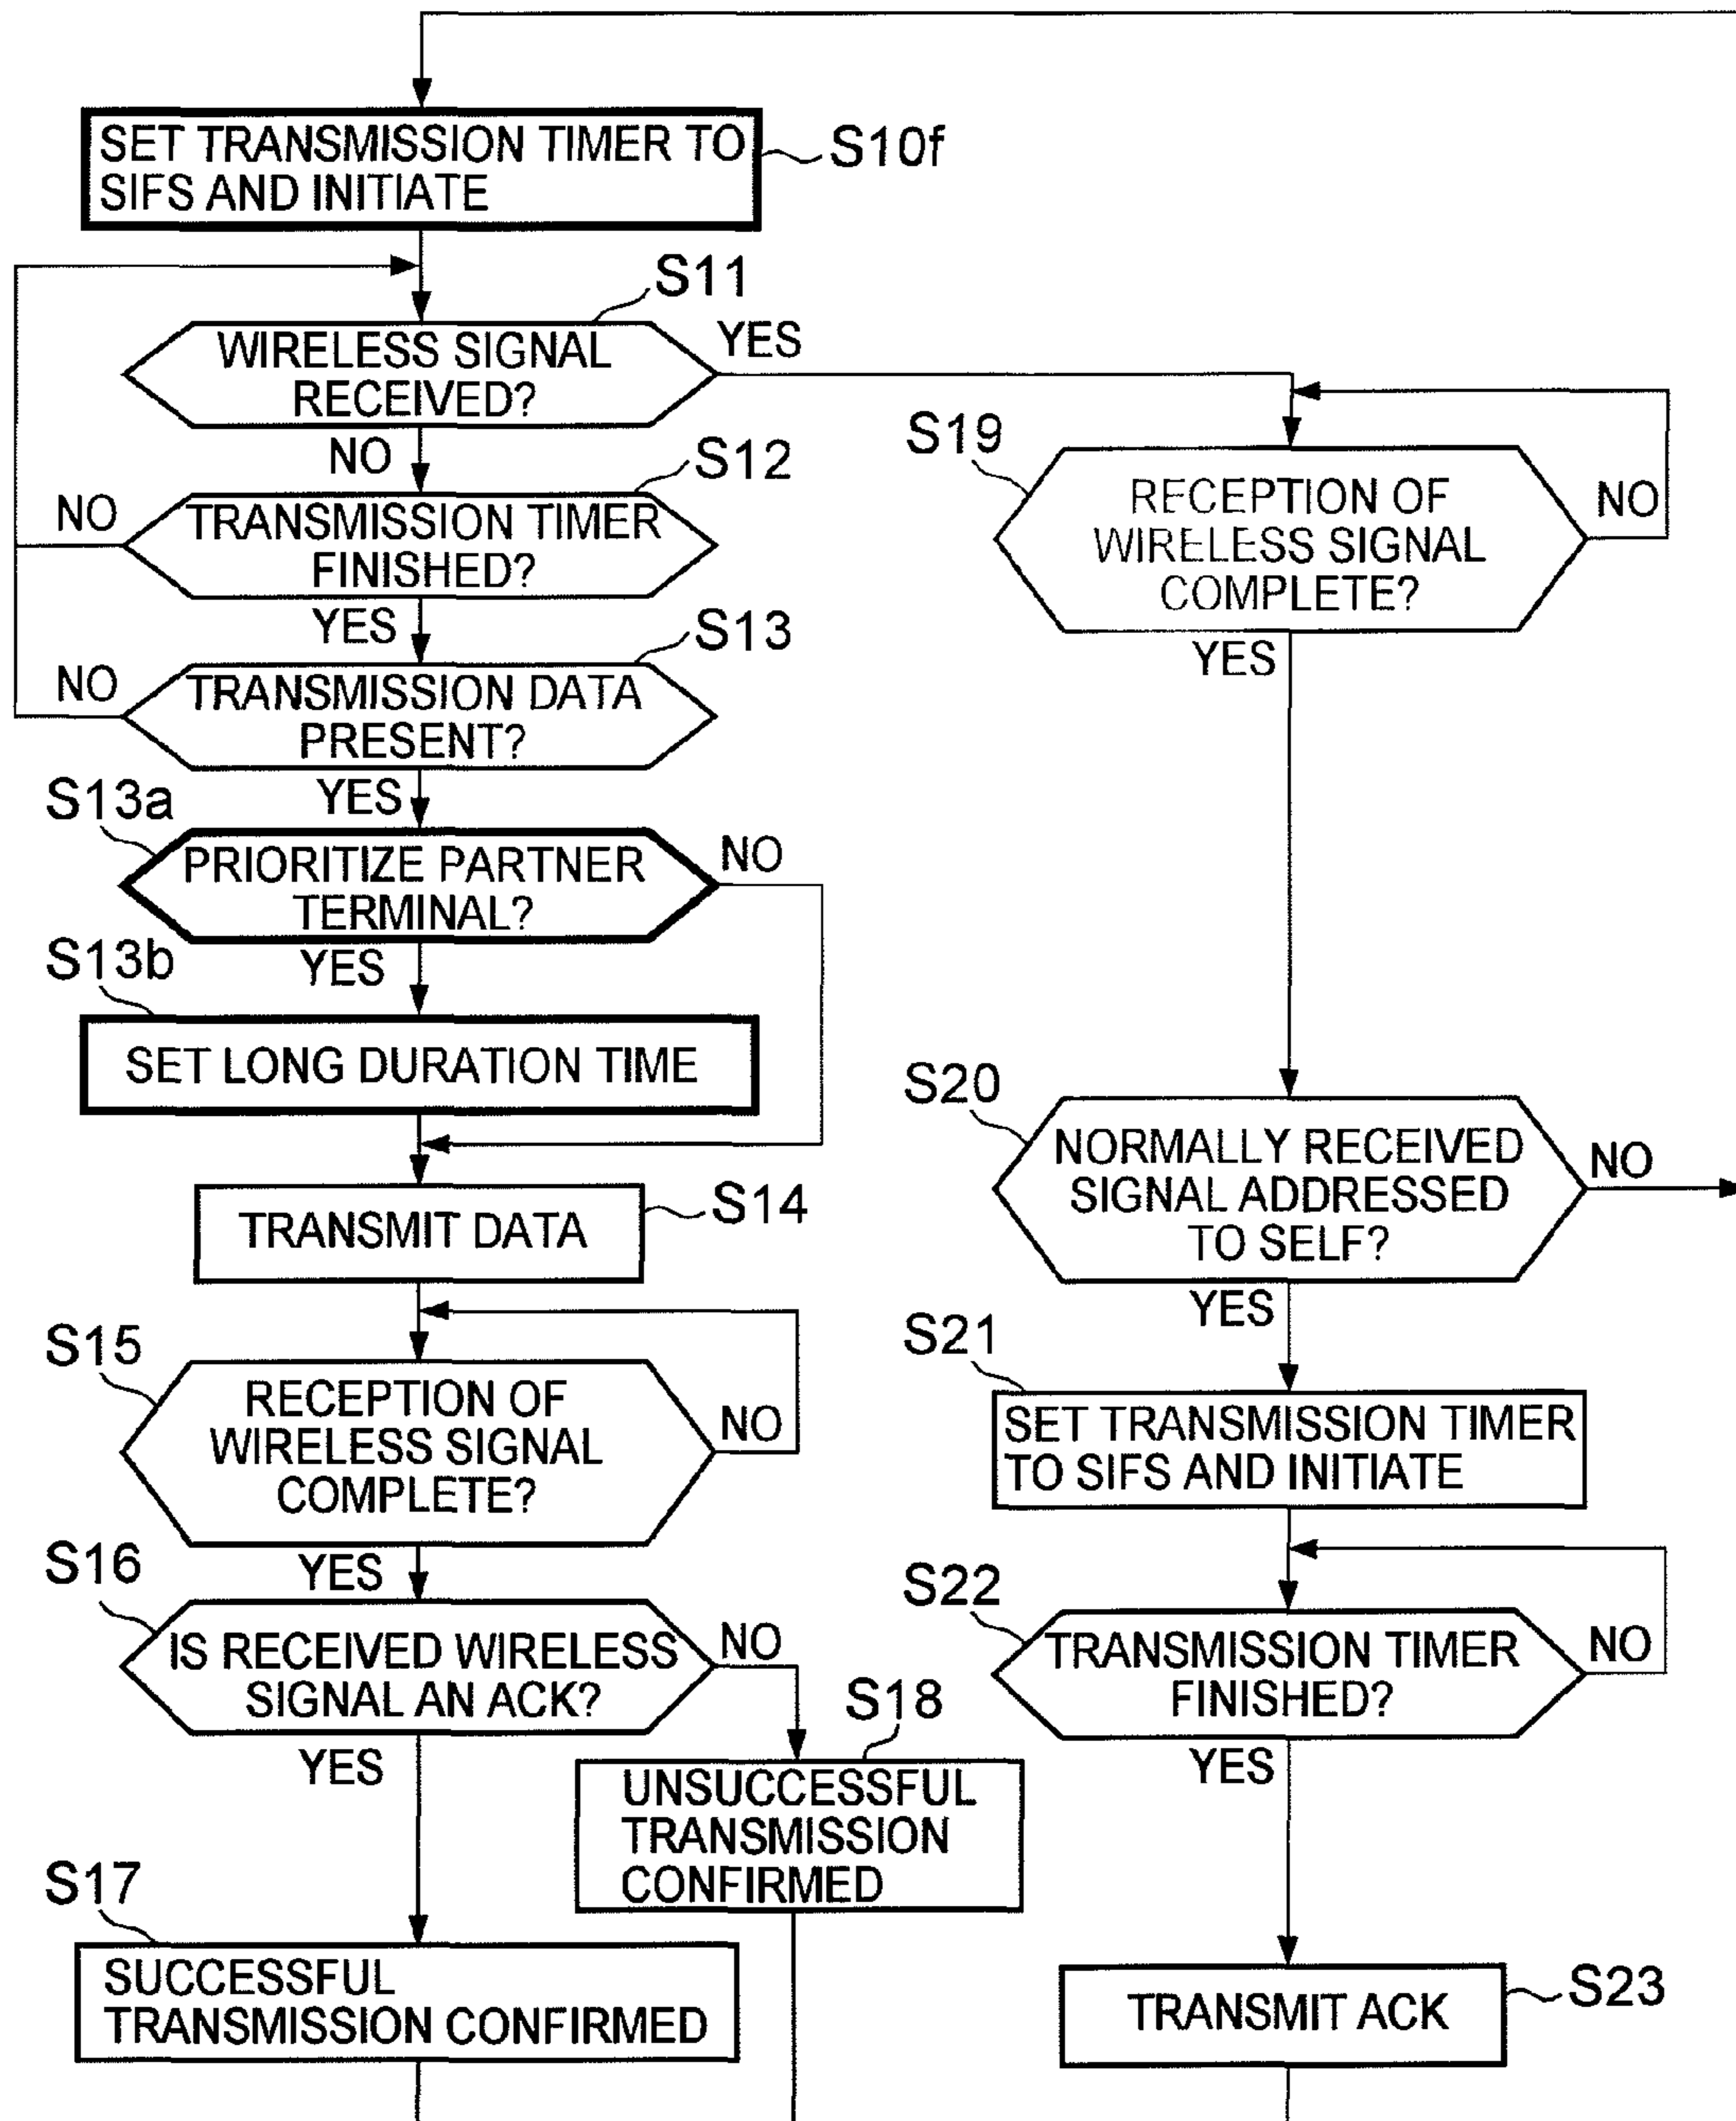 SET TRANSMISSION TIMER TO
SIFS AND INITIATE
S10f
S11
WIRELESS SIGNAL
RECEIVED?
YES
NO
S12
TRANSMISSION TIMER
FINISHED?
NO
YES
S13
TRANSMISSION DATA
PRESENT?
NO
YES
S13a
PRIORITIZE PARTNER
TERMINAL?
NO
YES
S13b
SET LONG DURATION TIME
TRANSMIT DATA
S14
S15
RECEPTION OF
WIRELESS SIGNAL
COMPLETE?
NO
YES
S16
IS RECEIVED WIRELESS
SIGNAL AN ACK?
NO
YES
S18
UNSUCCESSFUL
TRANSMISSION
CONFIRMED
S17
SUCCESSFUL
TRANSMISSION CONFIRMED
S19
RECEPTION OF
WIRELESS SIGNAL
COMPLETE?
NO
YES
S20
NORMALLY RECEIVED
SIGNAL ADDRESSED
TO SELF?
NO
YES
S21
SET TRANSMISSION TIMER
TO SIFS AND INITIATE
S22
TRANSMISSION TIMER
FINISHED?
NO
YES
TRANSMIT ACK
S23